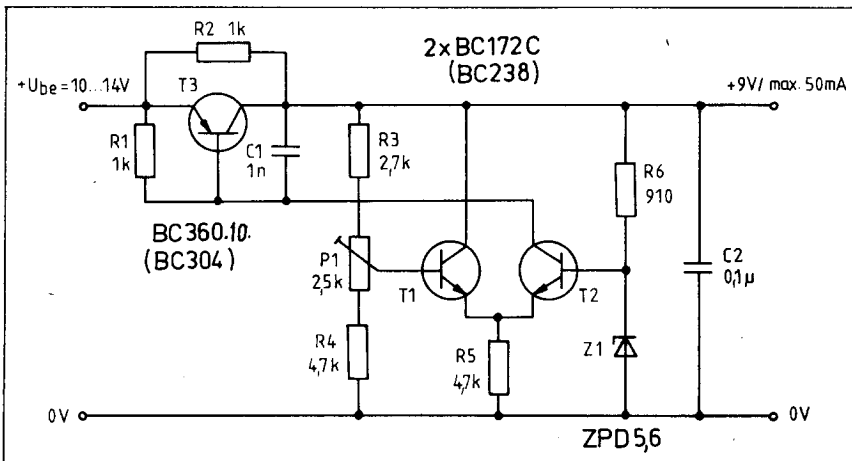 R2 1k
2xBC172C
(BC238)
+Ube=10...14V
T3
+9V/ max. 50mA
R1
1k
C1
1n
R3
2,7k
R6
910
BC360.10.
(BC304)
P1
2,5k
T1
T2
C2
0,1µ
R4
4,7k
R5
4,7k
Z1
0V
0V
ZPD5,6